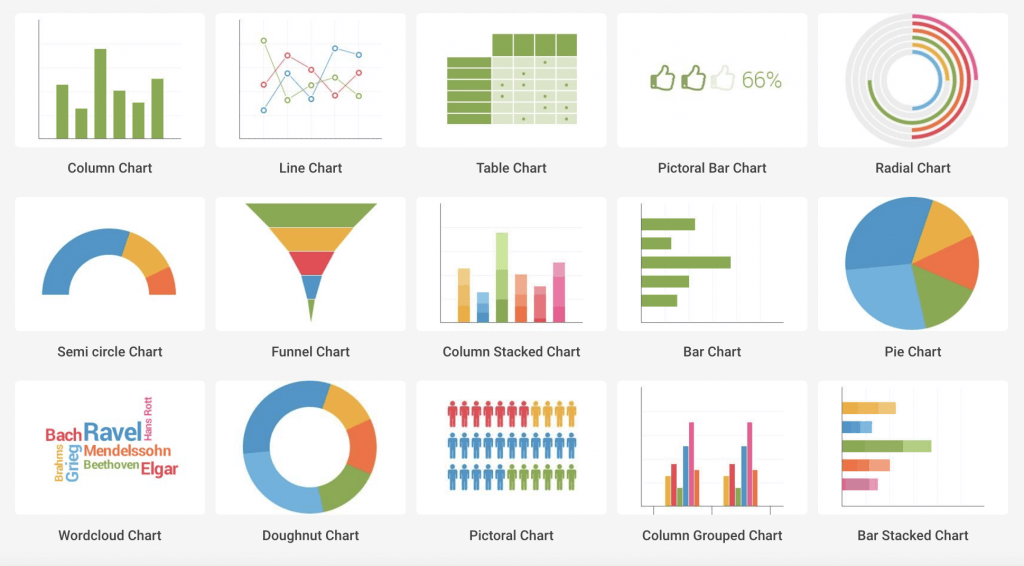 66%
Column Chart
Line Chart
Table Chart
Pictoral Bar Chart
Radial Chart
Semi circle Chart
Funnel Chart
Column Stacked Chart
Bar Chart
Pie Chart
Hans Rott
Bach
Ravel
Brahms
Grieg
Mendelssohn
Beethoven
Elgar
Wordcloud Chart
Doughnut Chart
Pictoral Chart
Column Grouped Chart
Bar Stacked Chart